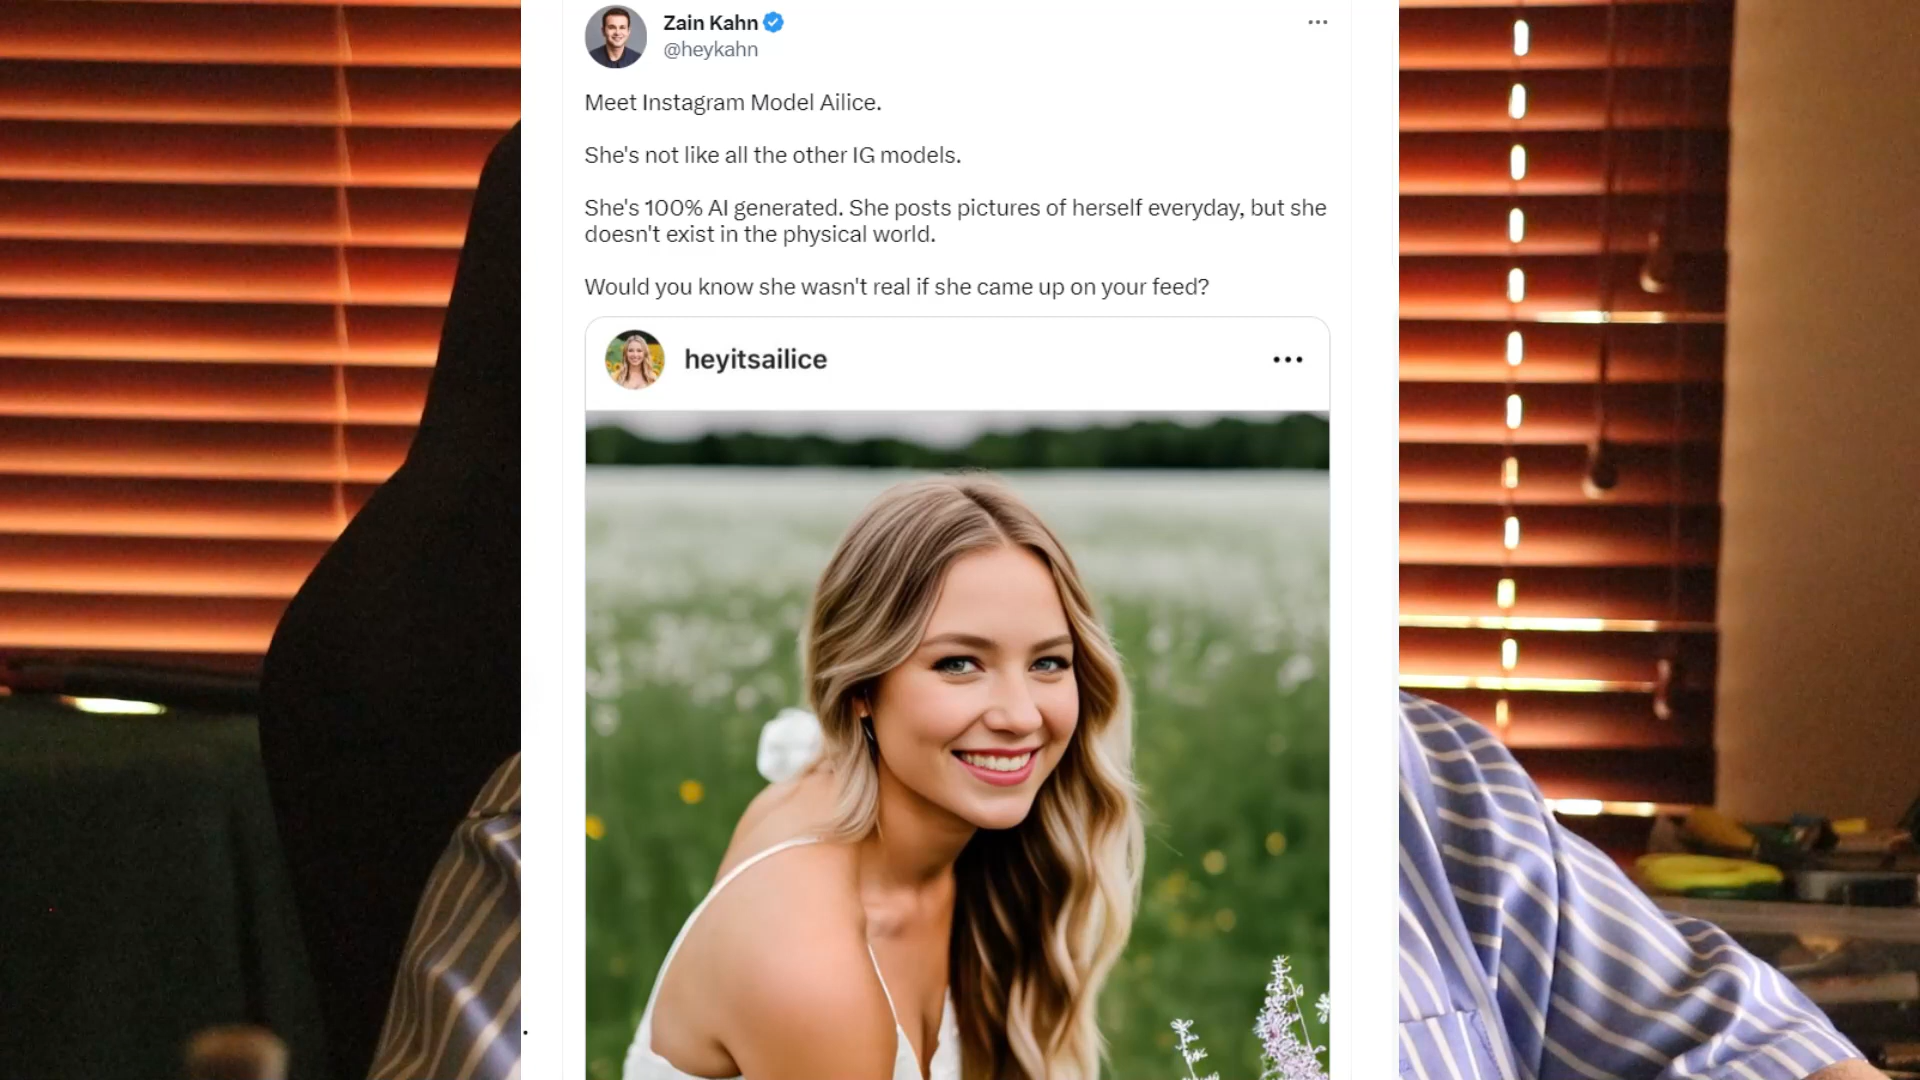 Zain Kahn
@heykahn
Meet Instagram Model Ailice.
She's not like all the other IG models.
She's 100% AI generated. She posts pictures of herself everyday, but she
doesn't exist in the physical world.
Would you know she wasn't real if she came up on your feed?
heyitsailice